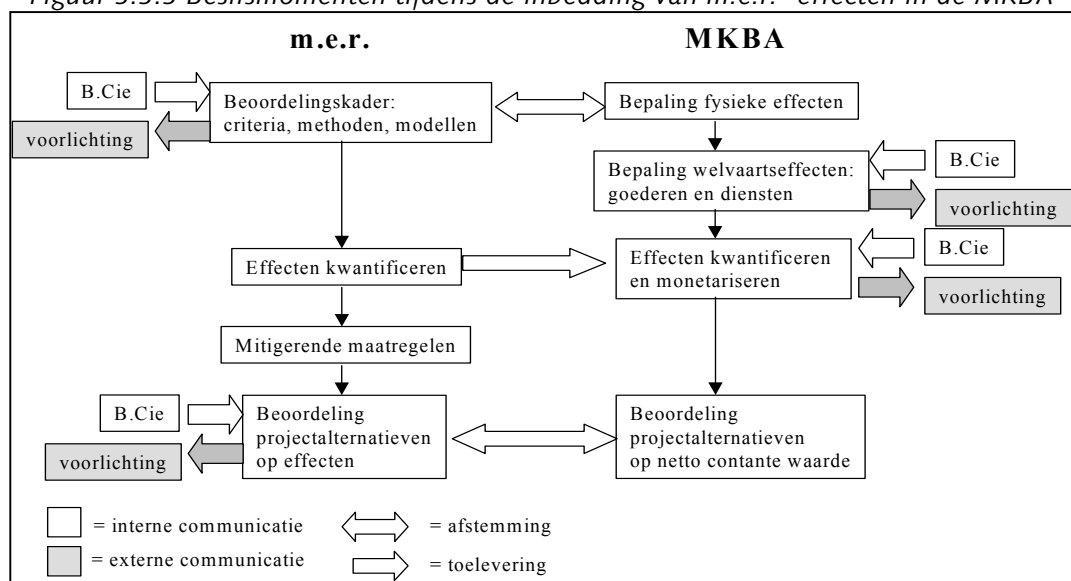 Figuur 3.3.3 Beslismomenten tijdens de inbedding van m.e.r.- effecten in de MKBA
m.e.r.
MKBA
B.Cie
Beoordelingskader:
criteria, methoden, modellen
voorlichting
Bepaling fysieke effecten
Bepaling welvaartseffecten:
goederen en diensten
B.Cie
voorlichting
Effecten kwantificeren
Effecten kwantificeren
en monetariseren
B.Cie
voorlichting
Mitigerende maatregelen
B.Cie
Beoordeling
projectalternatieven
op effecten
voorlichting
Beoordeling
projectalternatieven
op netto contante waarde
= interne communicatie
= afstemming
= externe communicatie
= toelevering